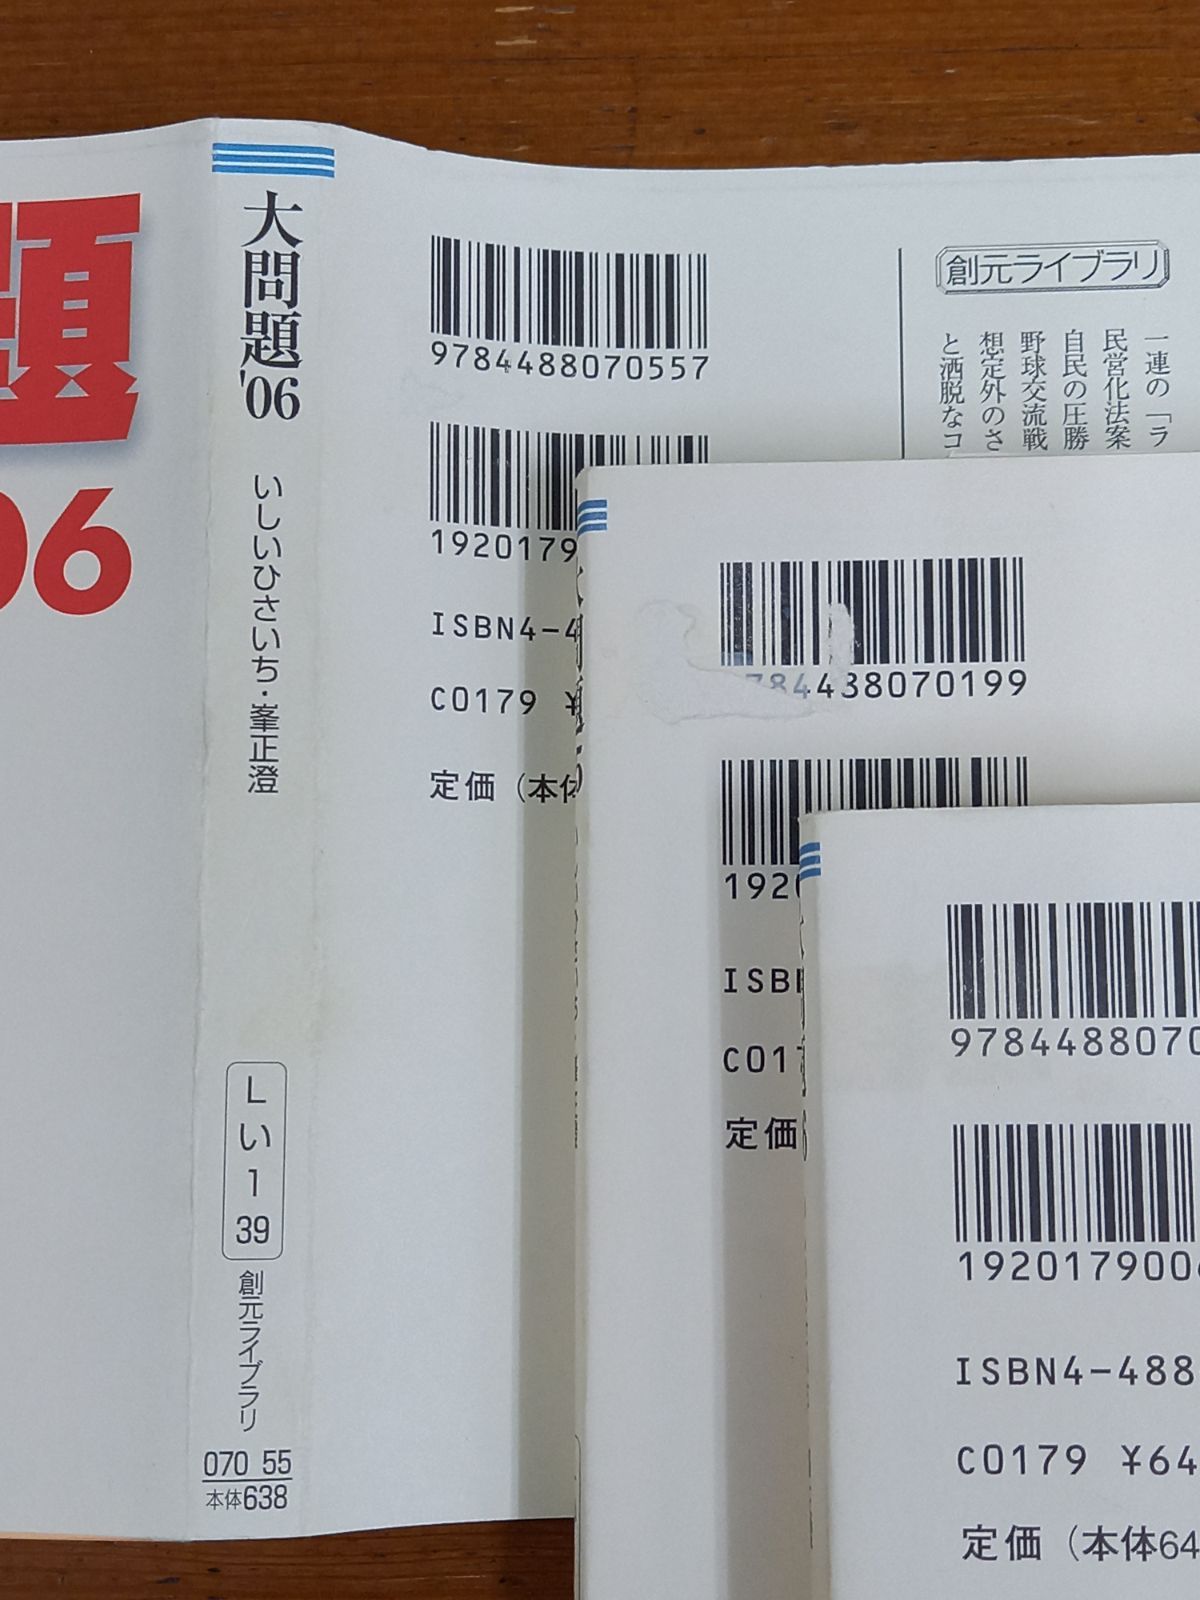 題
06
大問題'06
いしいひさいち・峯正澄
L
い
1
39
創元ライブラリ
070 55
本体638
9784488070557
1920179
ISBN4-4
C0179 ¥
定価(本体
創元ライブラリ
一連の「ラ
民営化法案
自民の圧勝
野球交流戦
想定外のさ
と洒脱なコ
784488070199
192
ISB
C01
定価
978448807
192017900
ISBN4-488
C0179 ¥64
定価(本体64